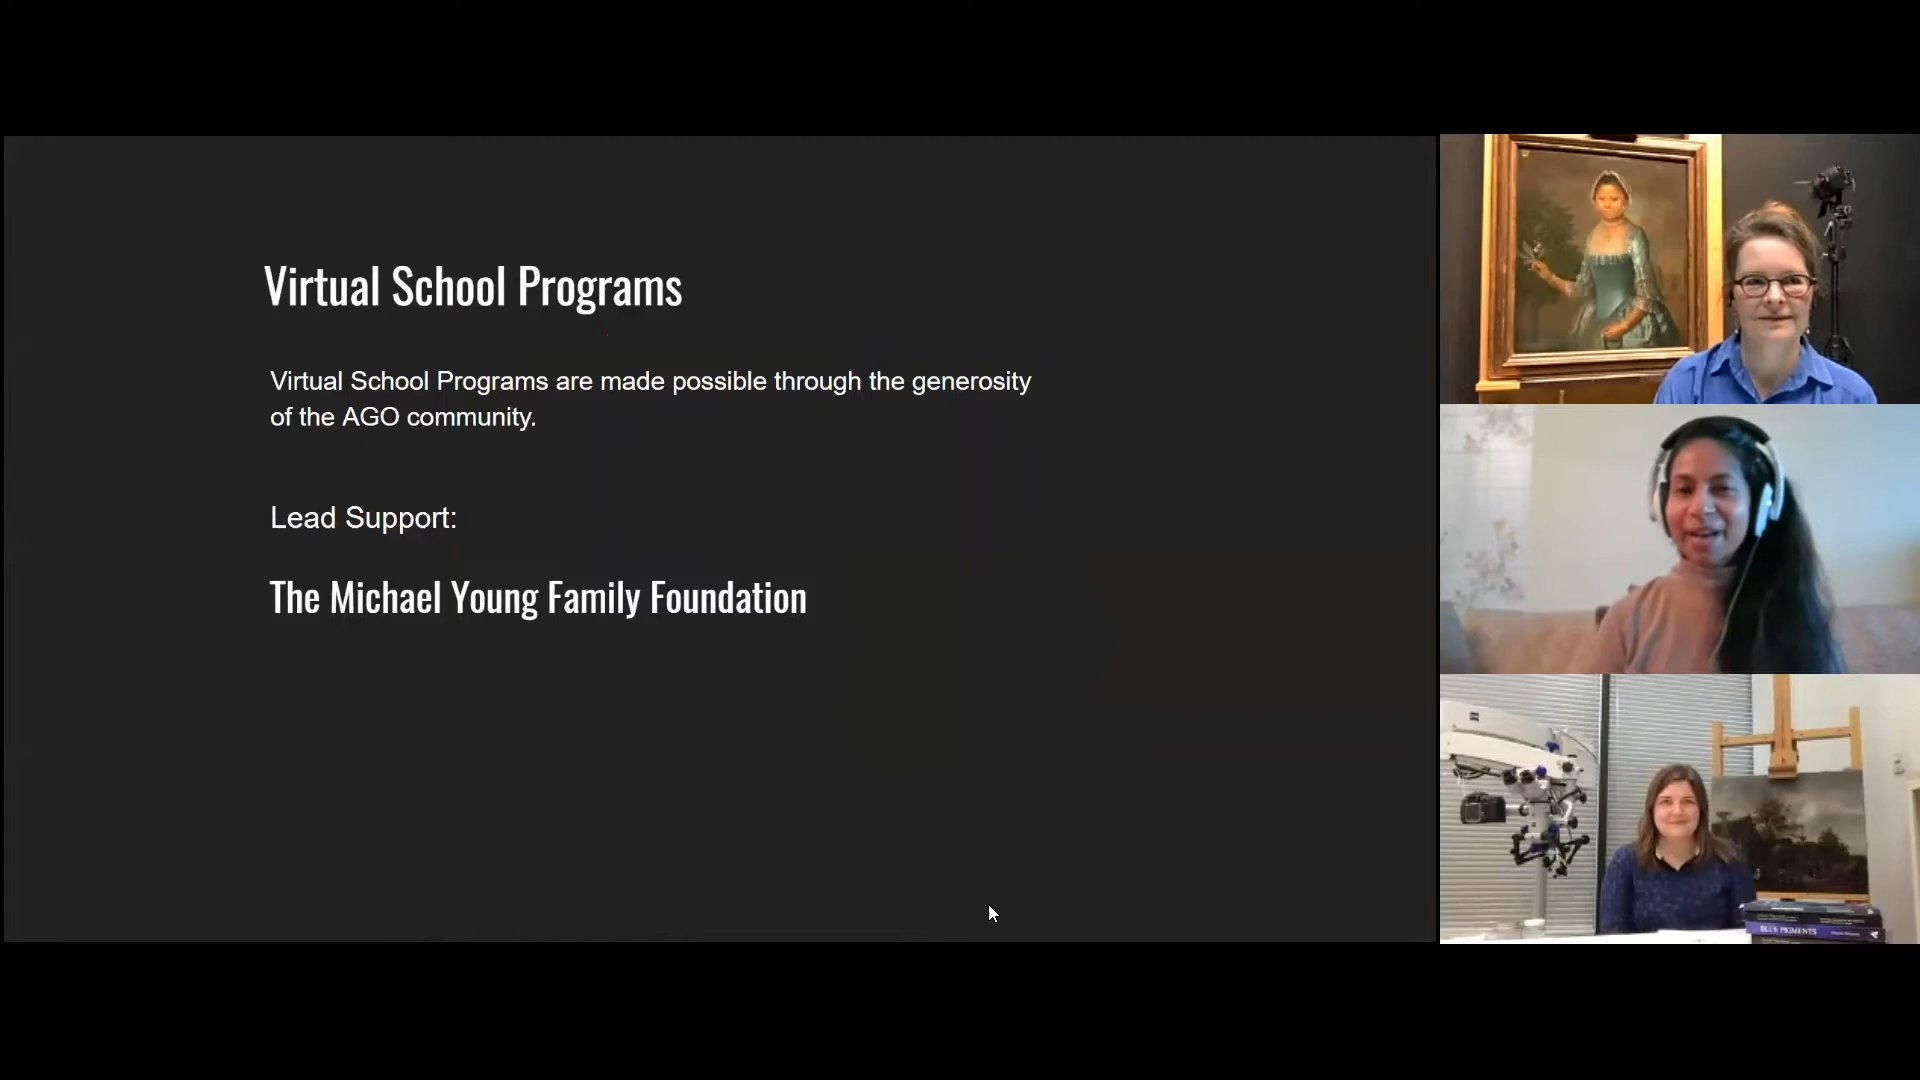 Virtual School Programs
Virtual School Programs are made possible through the generosity
of the AGO community.
Lead Support:
The Michael Young Family Foundation
BLUE PIGMENTS